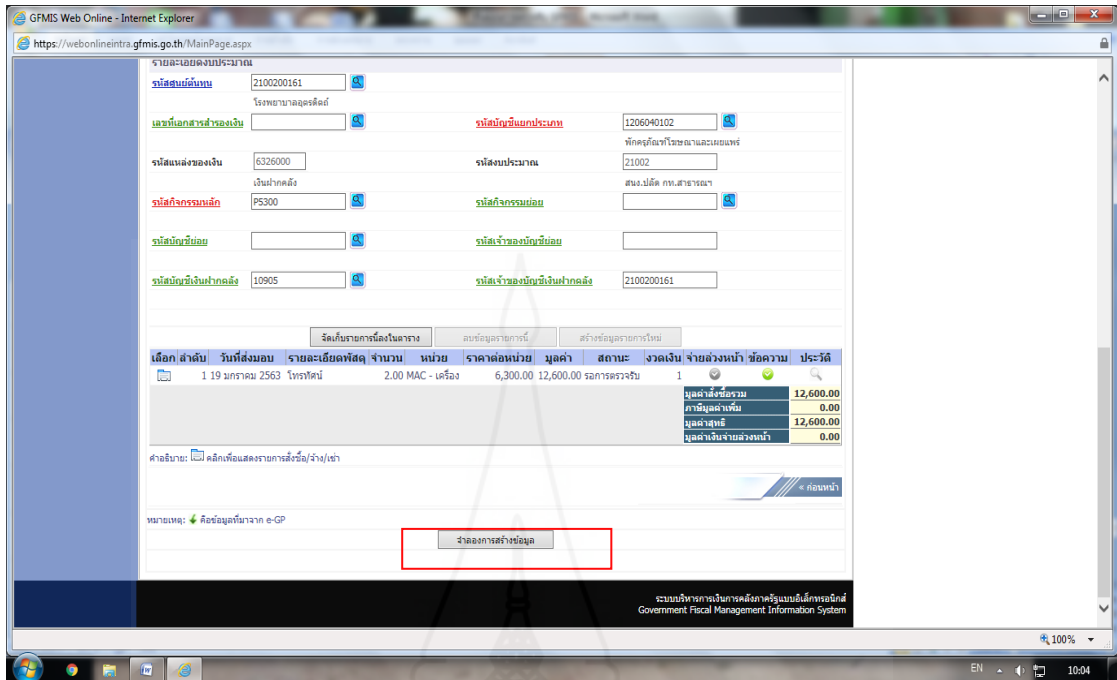 GFMIS Web Online - Internet Explorer
https://webonlineintra.gfmis.go.th/MainPage.aspx
รายละเอียดงบประมาณ
รหัสศูนย์ต้นทุน 2100200161
โรงพยาบาลอุตรดิตถ์
เลขที่เอกสารสำรองเงิน รหัสบัญชีแยกประเภท 1206040102
พักครุภัณฑ์โฆษณาและเผยแพร่
รหัสแหล่งของเงิน 6326000 รหัสงบประมาณ 21002
เงินฝากคลัง สนง.ปลัด กท.สาธารณฯ
รหัสกิจกรรมหลัก P5300 รหัสกิจกรรมย่อย
รหัสบัญชีย่อย รหัสเจ้าของบัญชีย่อย
รหัสบัญชีเงินฝากคลัง 10905 รหัสเจ้าของบัญชีเงินฝากคลัง 2100200161
จัดเก็บรายการนี้ลงในตาราง ลบข้อมูลรายการนี้ สร้างข้อมูลรายการใหม่
เลือก ลำดับ วันที่ส่งมอบ รายละเอียดพัสดุ จำนวน หน่วย ราคาต่อหน่วย มูลค่า สถานะ งวดเงิน จ่ายล่วงหน้า ข้อความ ประวัติ
1 19 มกราคม 2563 โทรทัศน์ 2.00 MAC - เครื่อง 6,300.00 12,600.00 รอการตรวจรับ 1
มูลค่าสั่งซื้อรวม 12,600.00
ภาษีมูลค่าเพิ่ม 0.00
มูลค่าสุทธิ 12,600.00
มูลค่าเงินจ่ายล่วงหน้า 0.00
คำอธิบาย: คลิกเพื่อแสดงรายการสั่งซื้อ/จ้าง/เช่า
« ก่อนหน้า
หมายเหตุ: คือข้อมูลที่มาจาก e-GP
จำลองการสร้างข้อมูล
ระบบบริหารการเงินการคลังภาครัฐแบบอิเล็กทรอนิกส์
Government Fiscal Management Information System
100%
EN 10:04